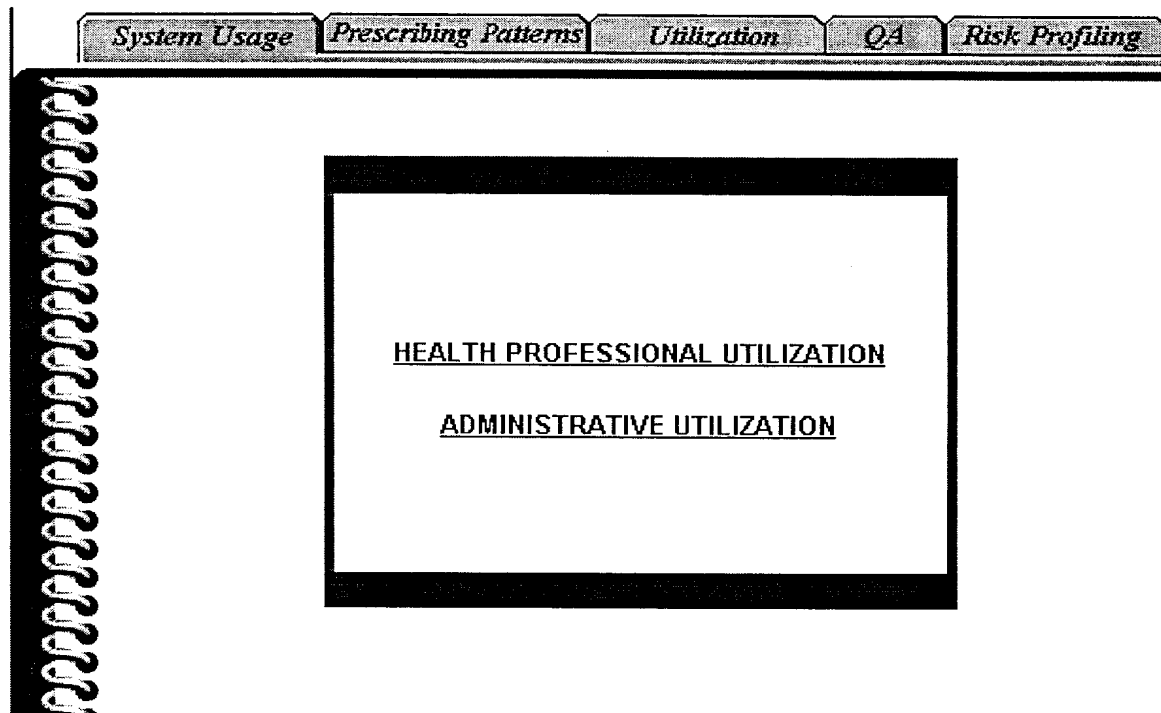 System Usage Prescribing Patterns Utilization QA Risk Profiling
HEALTH PROFESSIONAL UTILIZATION
ADMINISTRATIVE UTILIZATION